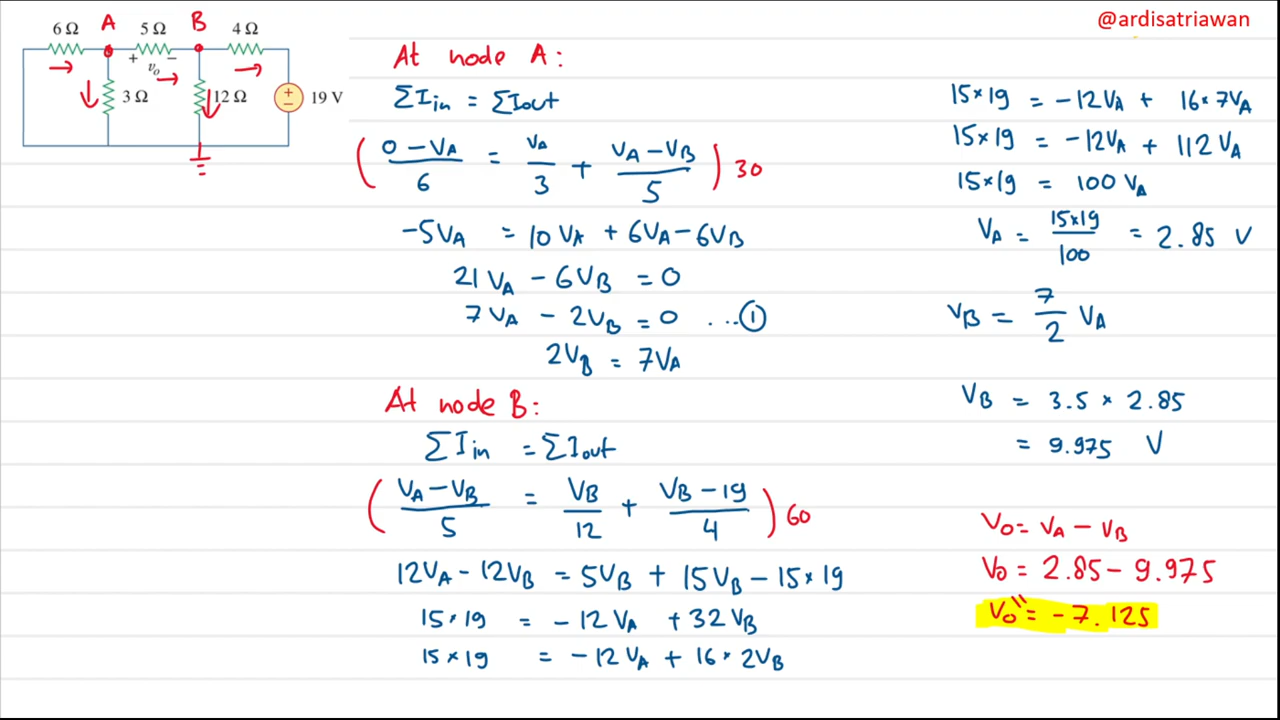 @ardisatriawan
6 Ω A 5 Ω B 4 Ω
+ v₀ −
3 Ω 12 Ω + − 19 V
At node A:
ΣIin = ΣIout
( (0 − VA)/6 = VA/3 + (VA − VB)/5 ) 30
-5VA = 10VA + 6VA − 6VB
21VA − 6VB = 0
7VA − 2VB = 0 ...①
2VB = 7VA
At node B:
ΣIin = ΣIout
( (VA − VB)/5 = VB/12 + (VB − 19)/4 ) 60
12VA − 12VB = 5VB + 15VB − 15×19
15×19 = −12VA + 32VB
15×19 = −12VA + 16×2VB
15×19 = −12VA + 16×7VA
15×19 = −12VA + 112VA
15×19 = 100VA
VA = (15×19)/100 = 2.85 V
VB = 7/2 VA
VB = 3.5 × 2.85
= 9.975 V
Vo = VA − VB
Vo = 2.85 − 9.975
Vo'' = −7.125